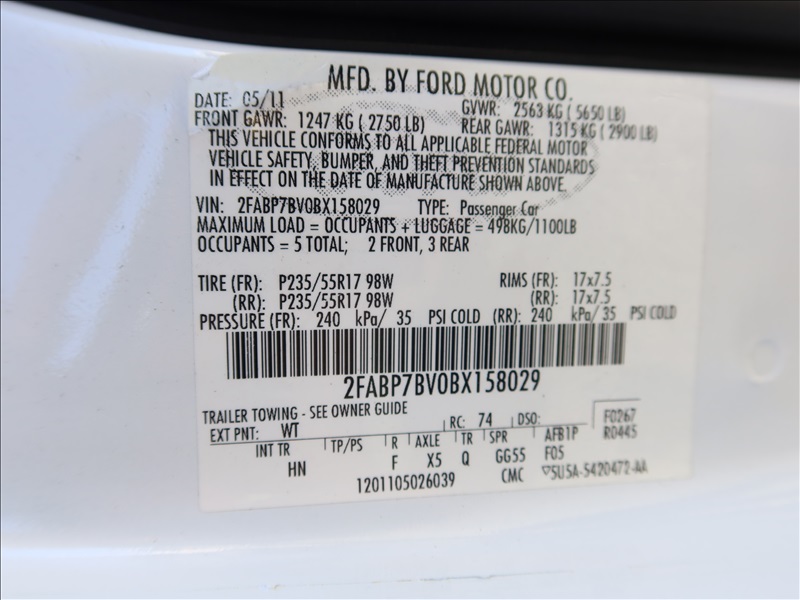 MFD. BY FORD MOTOR CO.
DATE: 05/11 GVWR: 2563 KG ( 5650 LB)
FRONT GAWR: 1247 KG ( 2750 LB) REAR GAWR: 1315 KG ( 2900 LB)
THIS VEHICLE CONFORMS TO ALL APPLICABLE FEDERAL MOTOR
VEHICLE SAFETY, BUMPER, AND THEFT PREVENTION STANDARDS
IN EFFECT ON THE DATE OF MANUFACTURE SHOWN ABOVE.
VIN: 2FABP7BV0BX158029 TYPE: Passenger Car
MAXIMUM LOAD = OCCUPANTS + LUGGAGE = 498KG/1100LB
OCCUPANTS = 5 TOTAL; 2 FRONT, 3 REAR
TIRE (FR): P235/55R17 98W RIMS (FR): 17x7.5
(RR): P235/55R17 98W (RR): 17x7.5
PRESSURE (FR): 240 kPa/ 35 PSI COLD (RR): 240 kPa/ 35 PSI COLD
2FABP7BV0BX158029
TRAILER TOWING - SEE OWNER GUIDE
EXT PNT: WT RC: 74 DSO: FD267
R0445
INT TR TP/PS R AXLE TR SPR AFB1P
HN F X5 Q GG55 F05
1201105026039 CMC 5U5A-5420472-AA